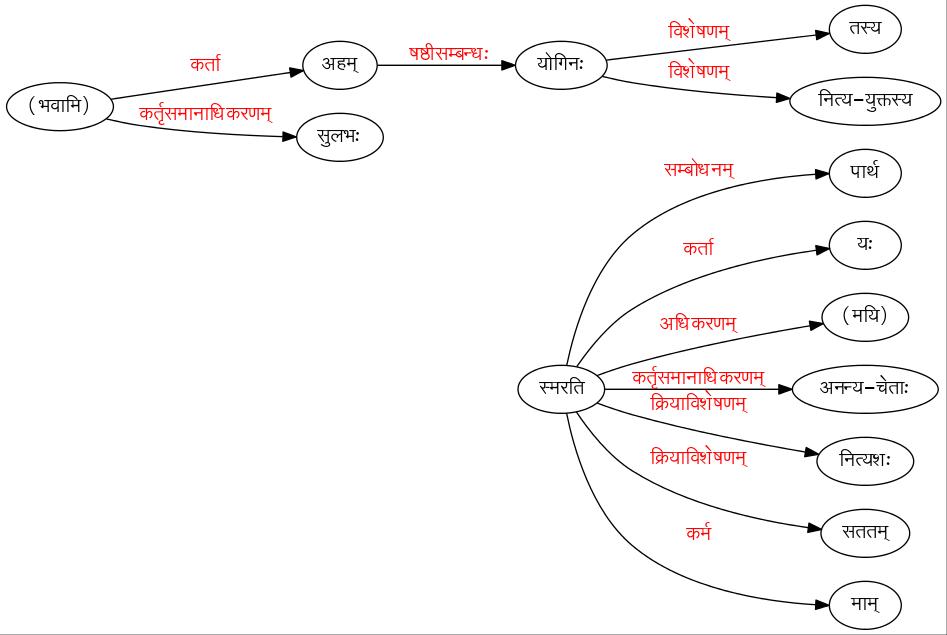 तस्य
विशेषणम्
षष्ठीसम्बन्धः
कर्ता
अहम्
योगिनः
विशेषणम्
(भवामि)
नित्य-युक्तस्य
कर्तृसमानाधिकरणम्
सुलभः
सम्बोधनम्
पार्थ
कर्ता
यः
अधिकरणम्
(मयि)
स्मरति
कर्तृसमानाधिकरणम्
अनन्य-चेताः
क्रियाविशेषणम्
नित्यशः
क्रियाविशेषणम्
सततम्
कर्म
माम्